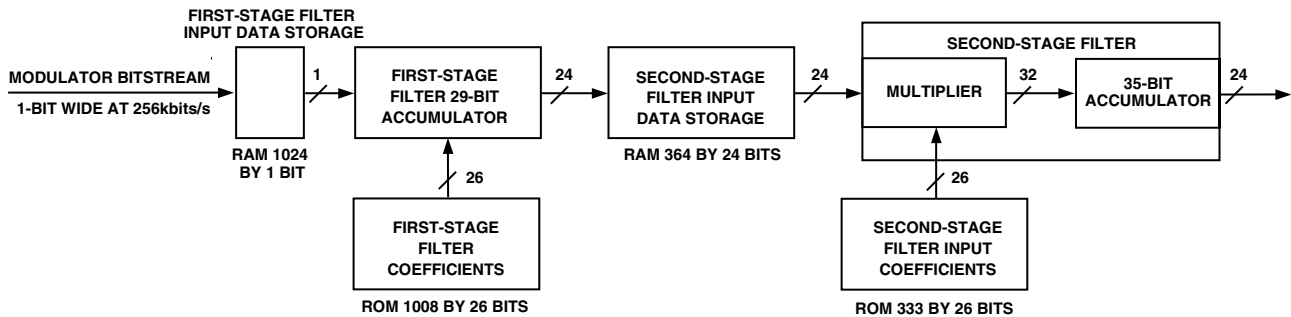 FIRST-STAGE FILTER
INPUT DATA STORAGE
MODULATOR BITSTREAM
1-BIT WIDE AT 256kbits/s
RAM 1024
BY 1 BIT
1
FIRST-STAGE
FILTER 29-BIT
ACCUMULATOR
24
26
FIRST-STAGE
FILTER
COEFFICIENTS
ROM 1008 BY 26 BITS
SECOND-STAGE
FILTER INPUT
DATA STORAGE
RAM 364 BY 24 BITS
24
SECOND-STAGE FILTER
MULTIPLIER
32
35-BIT
ACCUMULATOR
24
26
SECOND-STAGE
FILTER INPUT
COEFFICIENTS
ROM 333 BY 26 BITS